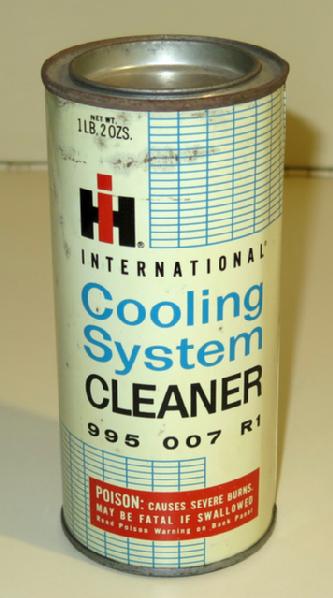 NET WT.
1 LB. 2 OZS.
IH®
INTERNATIONAL®
Cooling
System
CLEANER
995 007 R1
POISON: CAUSES SEVERE BURNS.
MAY BE FATAL IF SWALLOWED
Read Poison Warning on Back Panel